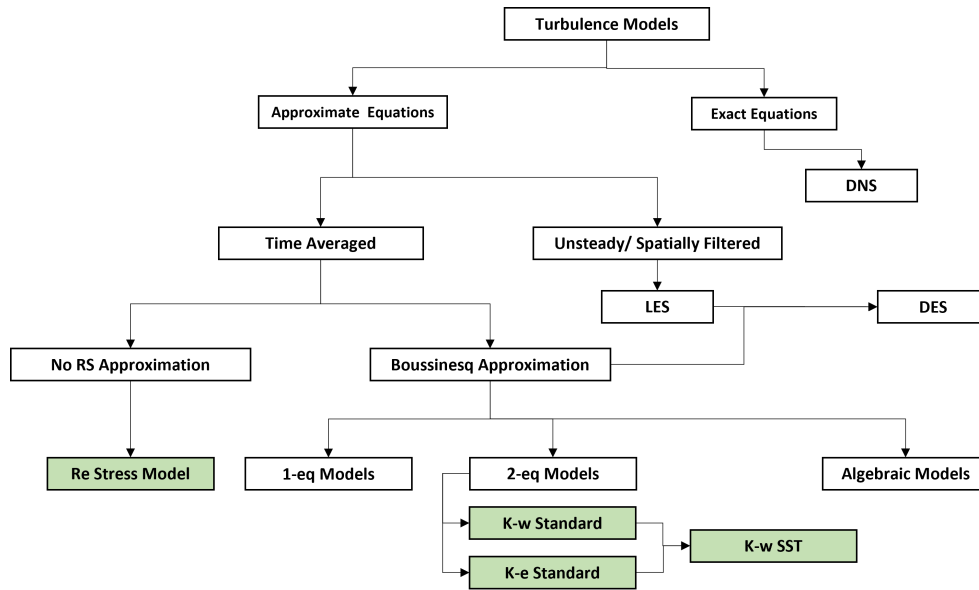 Turbulence Models
Approximate Equations
Exact Equations
DNS
Time Averaged
Unsteady/ Spatially Filtered
LES
DES
No RS Approximation
Boussinesq Approximation
Re Stress Model
1-eq Models
2-eq Models
Algebraic Models
K-w Standard
K-w SST
K-e Standard